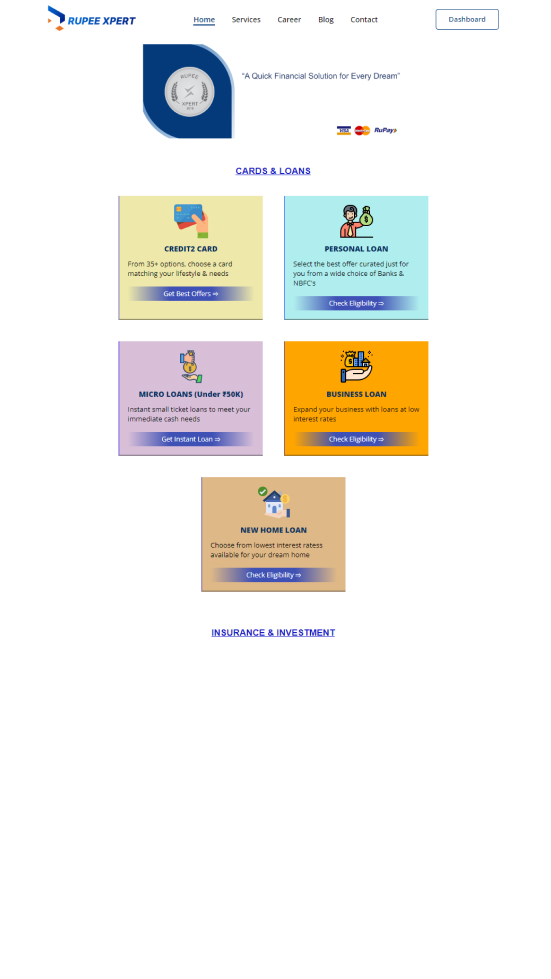 RUPEE XPERT
Home
Services
Career
Blog
Contact
Dashboard
RUPEE
XPERT
“A Quick Financial Solution for Every Dream”
VISA
MasterCard
RuPay
CARDS & LOANS
CREDIT2 CARD
From 35+ options, choose a card
matching your lifestyle & needs
Get Best Offers ⇒
PERSONAL LOAN
Select the best offer curated just for
you from a wide choice of Banks &
NBFC's
Check Eligibility ⇒
MICRO LOANS (Under ₹50K)
Instant small ticket loans to meet your
immediate cash needs
Get Instant Loan ⇒
BUSINESS LOAN
Expand your business with loans at low
interest rates
Check Eligibility ⇒
NEW HOME LOAN
Choose from lowest interest ratess
available for your dream home
Check Eligibility ⇒
INSURANCE & INVESTMENT